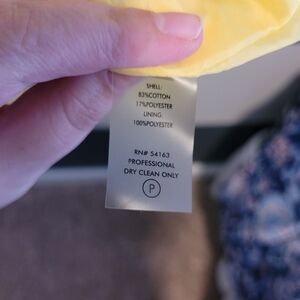 SHELL:
83%COTTON
17%POLYESTER
LINING:
100%POLYESTER
RN# 54163
PROFESSIONAL
DRY CLEAN ONLY
P